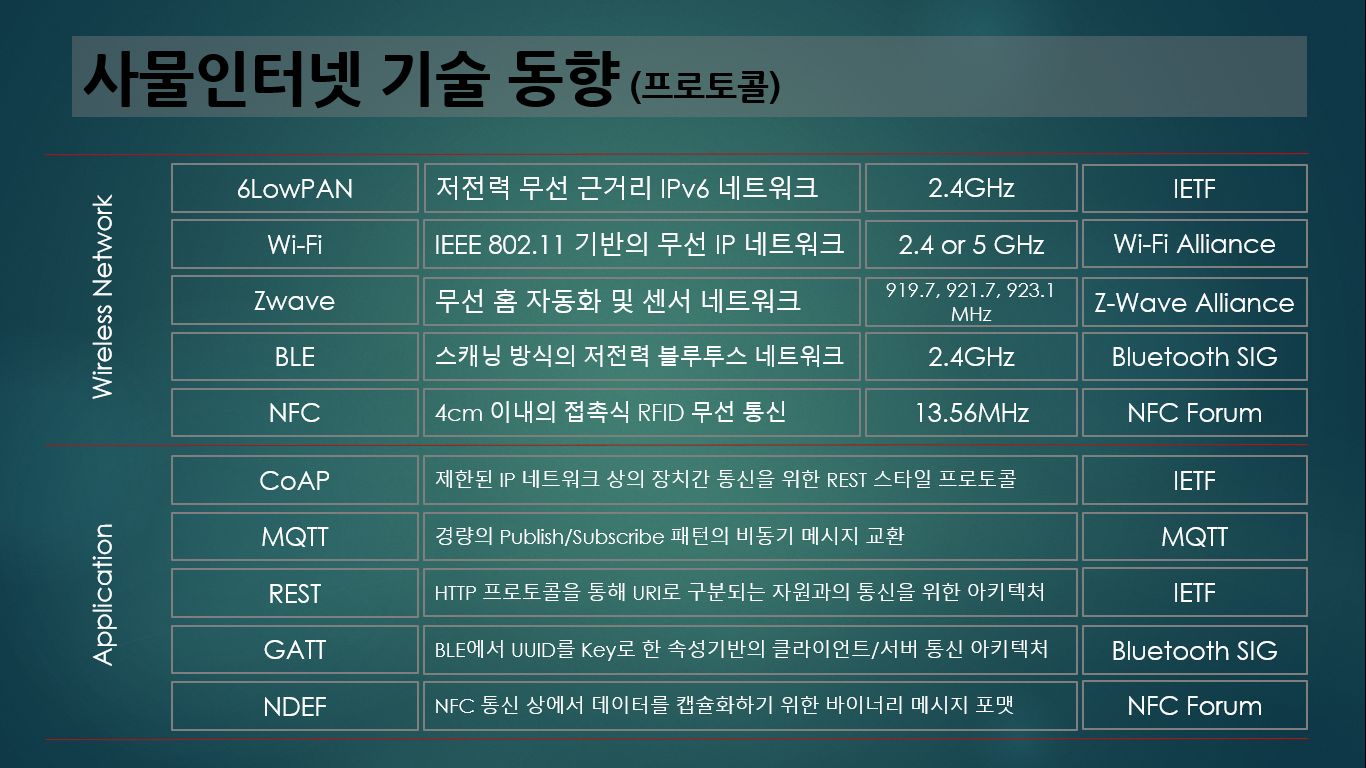 사물인터넷 기술 동향 (프로토콜)
Wireless Network
6LowPAN 저전력 무선 근거리 IPv6 네트워크 2.4GHz IETF
Wi-Fi IEEE 802.11 기반의 무선 IP 네트워크 2.4 or 5 GHz Wi-Fi Alliance
Zwave 무선 홈 자동화 및 센서 네트워크 919.7, 921.7, 923.1 MHz Z-Wave Alliance
BLE 스캐닝 방식의 저전력 블루투스 네트워크 2.4GHz Bluetooth SIG
NFC 4cm 이내의 접촉식 RFID 무선 통신 13.56MHz NFC Forum
Application
CoAP 제한된 IP 네트워크 상의 장치간 통신을 위한 REST 스타일 프로토콜 IETF
MQTT 경량의 Publish/Subscribe 패턴의 비동기 메시지 교환 MQTT
REST HTTP 프로토콜을 통해 URI로 구분되는 자원과의 통신을 위한 아키텍처 IETF
GATT BLE에서 UUID를 Key로 한 속성기반의 클라이언트/서버 통신 아키텍처 Bluetooth SIG
NDEF NFC 통신 상에서 데이터를 캡슐화하기 위한 바이너리 메시지 포맷 NFC Forum